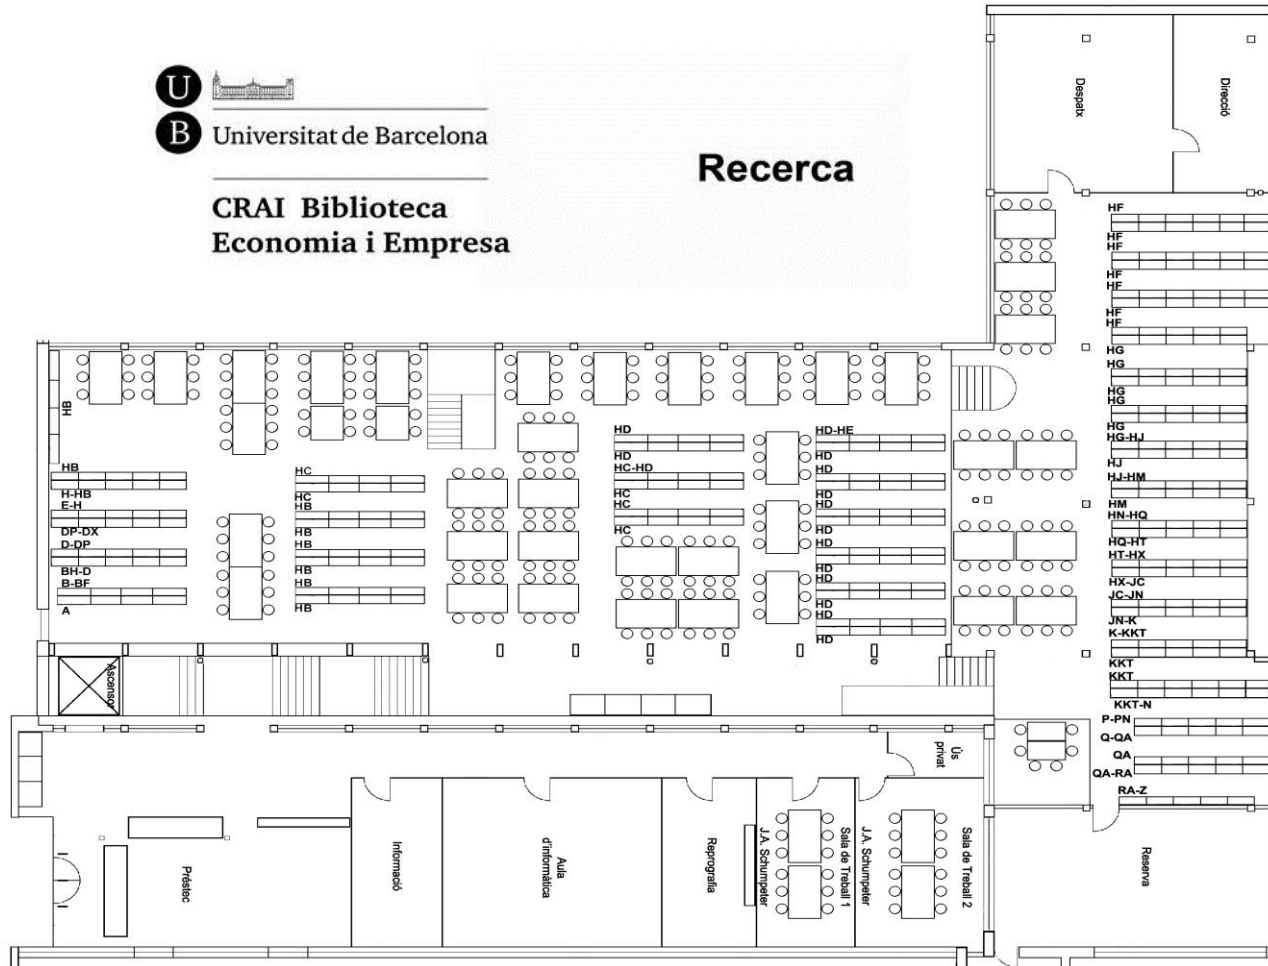 U
B
Universitat de Barcelona
CRAI Biblioteca
Economia i Empresa
Recerca
Despatx
Direcció
HF
HF
HF
HF
HF
HF
HF
HG
HG
HG
HG
HG
HG-HJ
HJ
HJ-HM
HM
HN-HQ
HQ-HT
HT-HX
HX-JC
JC-JN
JN-K
K-KKT
KKT
KKT
KKT-N
P-PN
Q-QA
QA
QA-RA
RA-Z
HB
HB
H-HB
E-H
DP-DX
D-DP
BH-D
B-BF
A
HC
HC
HB
HB
HB
HB
HB
HB
HD
HD
HC-HD
HC
HC
HC
HD-HE
HD
HD
HD
HD
HD
HD
HD
HD
HD
HD
HD
Ascensor
Préstec
Informació
Aula
d'informàtica
Reprografia
Sala de Treball 1
J.A. Schumpeter
Sala de Treball 2
J.A. Schumpeter
Ús
privat
Reserva